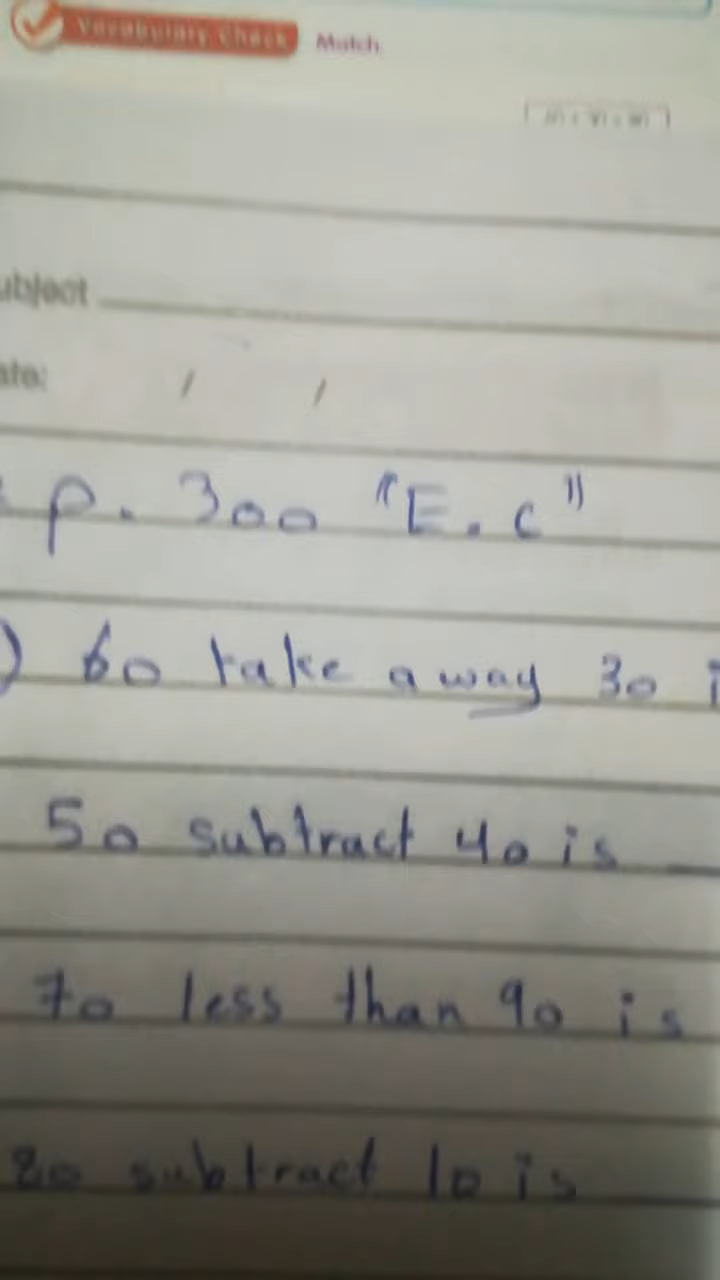 Vocabulary Check Match
ubject
ate: / /
p. 300 "E.c"
) 60 take away 30 i
50 subtract 40 is
70 less than 90 is
subtract 10 is